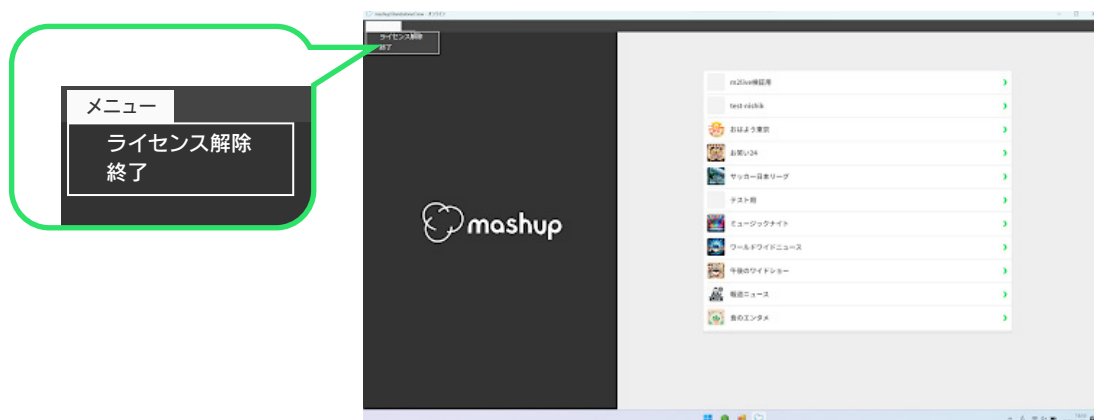 メニュー
ライセンス解除
終了
ライセンス解除
終了
mashup
m2live検証用
test-nishik
おはよう東京
お笑い24
サッカー日本リーグ
テスト用
ミュージックナイト
ワールドワイドニュース
午後のワイドショー
報道ニュース
食のエンタメ